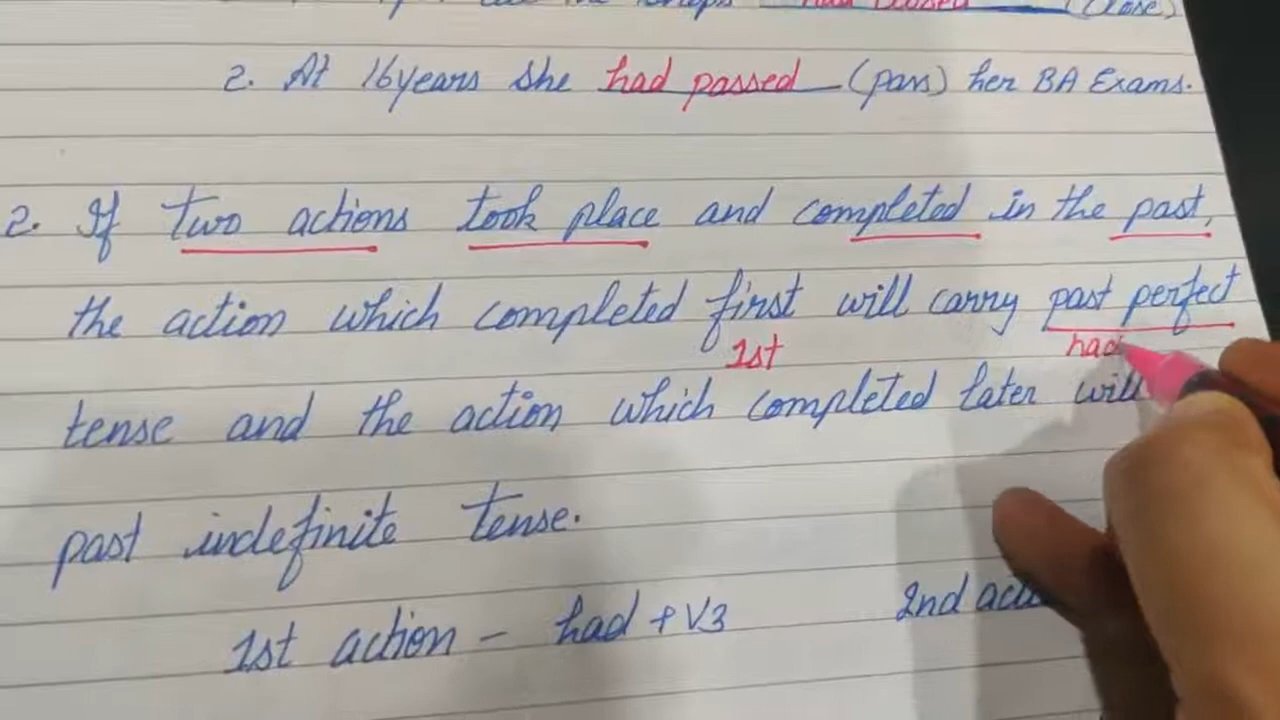 (Close)
2. At 16years she had passed (pass) her BA Exams.
2. If two actions took place and completed in the past,
the action which completed first will carry past perfect
1st had
tense and the action which completed later will
past indefinite tense.
1st action - had + V3 2nd